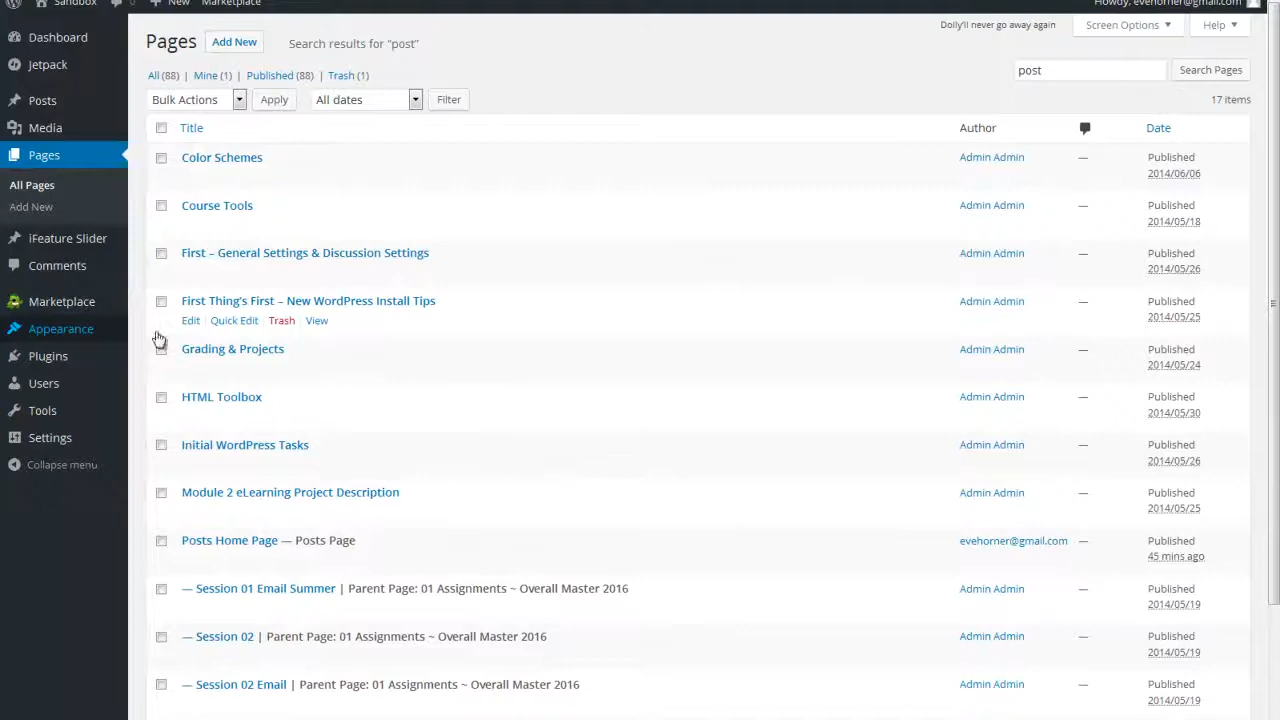 Sandbox 0 New Marketplace Howdy, evehorner@gmail.com
Dolly'll never go away again Screen Options Help
Dashboard
Jetpack
Posts
Media
Pages
All Pages
Add New
iFeature Slider
Comments
Marketplace
Appearance
Plugins
Users
Tools
Settings
Collapse menu
Pages Add New Search results for “post”
All (88) | Mine (1) | Published (88) | Trash (1)
post Search Pages
Bulk Actions Apply All dates Filter 17 items
Title Author Date
Color Schemes Admin Admin — Published
2014/06/06
Course Tools Admin Admin — Published
2014/05/18
First – General Settings & Discussion Settings Admin Admin — Published
2014/05/26
First Thing's First – New WordPress Install Tips Admin Admin — Published
Edit | Quick Edit | Trash | View 2014/05/25
Grading & Projects Admin Admin — Published
2014/05/24
HTML Toolbox Admin Admin — Published
2014/05/30
Initial WordPress Tasks Admin Admin — Published
2014/05/26
Module 2 eLearning Project Description Admin Admin — Published
2014/05/25
Posts Home Page — Posts Page evehorner@gmail.com — Published
45 mins ago
— Session 01 Email Summer | Parent Page: 01 Assignments ~ Overall Master 2016 Admin Admin — Published
2014/05/19
— Session 02 | Parent Page: 01 Assignments ~ Overall Master 2016 Admin Admin — Published
2014/05/19
— Session 02 Email | Parent Page: 01 Assignments ~ Overall Master 2016 Admin Admin — Published
2014/05/19